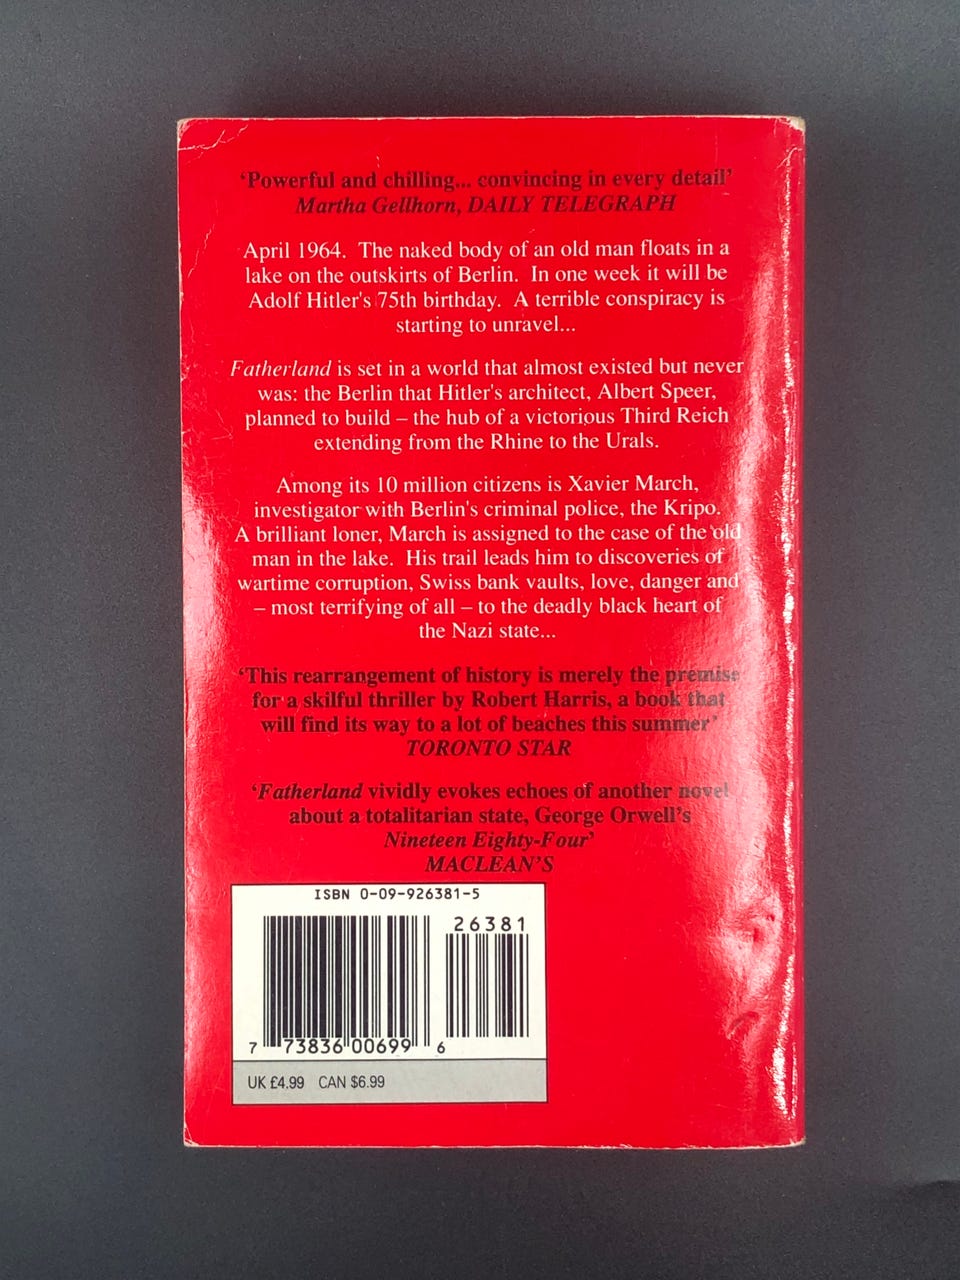 ‘Powerful and chilling... convincing in every detail’
Martha Gellhorn, DAILY TELEGRAPH
April 1964. The naked body of an old man floats in a
lake on the outskirts of Berlin. In one week it will be
Adolf Hitler's 75th birthday. A terrible conspiracy is
starting to unravel...
Fatherland is set in a world that almost existed but never
was: the Berlin that Hitler's architect, Albert Speer,
planned to build – the hub of a victorious Third Reich
extending from the Rhine to the Urals.
Among its 10 million citizens is Xavier March,
investigator with Berlin's criminal police, the Kripo.
A brilliant loner, March is assigned to the case of the old
man in the lake. His trail leads him to discoveries of
wartime corruption, Swiss bank vaults, love, danger and
– most terrifying of all – to the deadly black heart of
the Nazi state...
‘This rearrangement of history is merely the premise
for a skilful thriller by Robert Harris, a book that
will find its way to a lot of beaches this summer’
TORONTO STAR
‘Fatherland vividly evokes echoes of another novel
about a totalitarian state, George Orwell's
Nineteen Eighty-Four’
MACLEAN'S
ISBN 0-09-926381-5
26381
7 73836 00699 6
UK £4.99 CAN $6.99